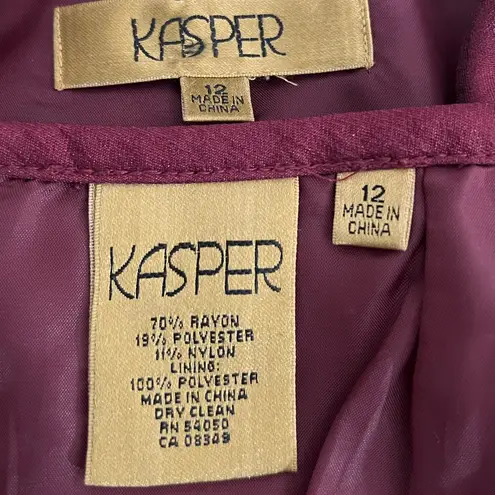 KASPER
12
MADE IN
CHINA
12
MADE IN
CHINA
KASPER
70% RAYON
19% POLYESTER
11% NYLON
LINING:
100% POLYESTER
MADE IN CHINA
DRY CLEAN
RN 54050
CA 08349